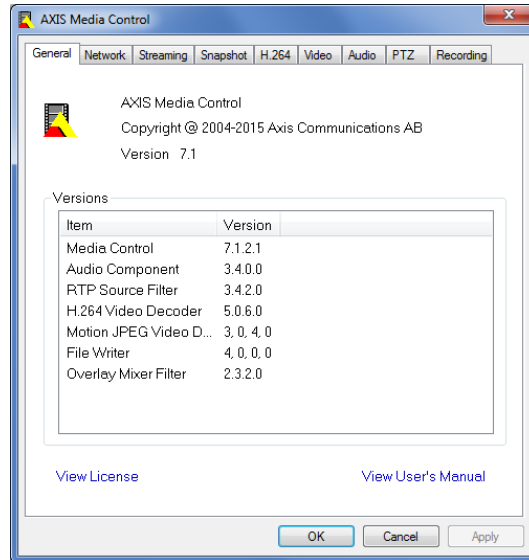 AXIS Media Control
General Network Streaming Snapshot H.264 Video Audio PTZ Recording
AXIS Media Control
Copyright @ 2004-2015 Axis Communications AB
Version 7.1
Versions
Item Version
Media Control 7.1.2.1
Audio Component 3.4.0.0
RTP Source Filter 3.4.2.0
H.264 Video Decoder 5.0.6.0
Motion JPEG Video D... 3, 0, 4, 0
File Writer 4, 0, 0, 0
Overlay Mixer Filter 2.3.2.0
View License View User's Manual
OK Cancel Apply